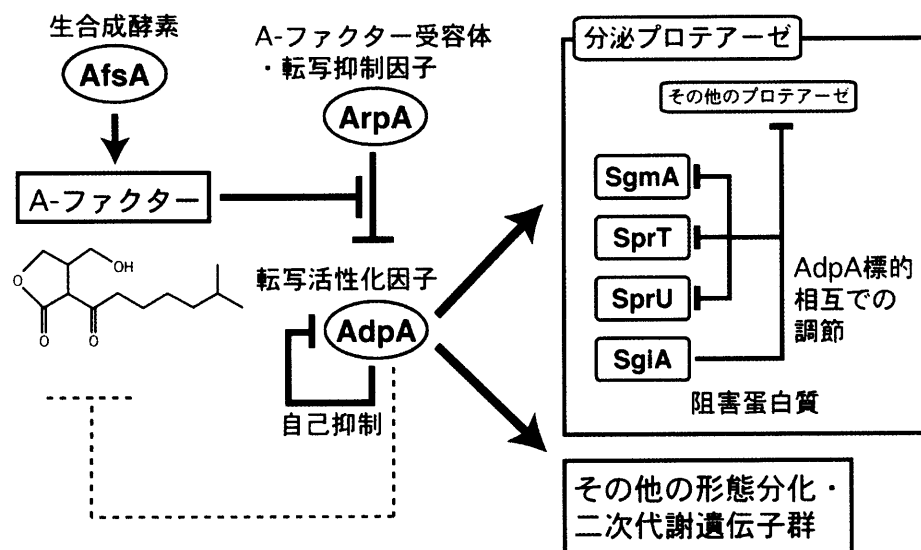 生合成酵素
AfsA
A-ファクター
A-ファクター受容体
・転写抑制因子
ArpA
転写活性化因子
AdpA
自己抑制
O
O
O
OH
分泌プロテアーゼ
その他のプロテアーゼ
SgmA
SprT
SprU
SgiA
AdpA標的
相互での
調節
阻害蛋白質
その他の形態分化・
二次代謝遺伝子群